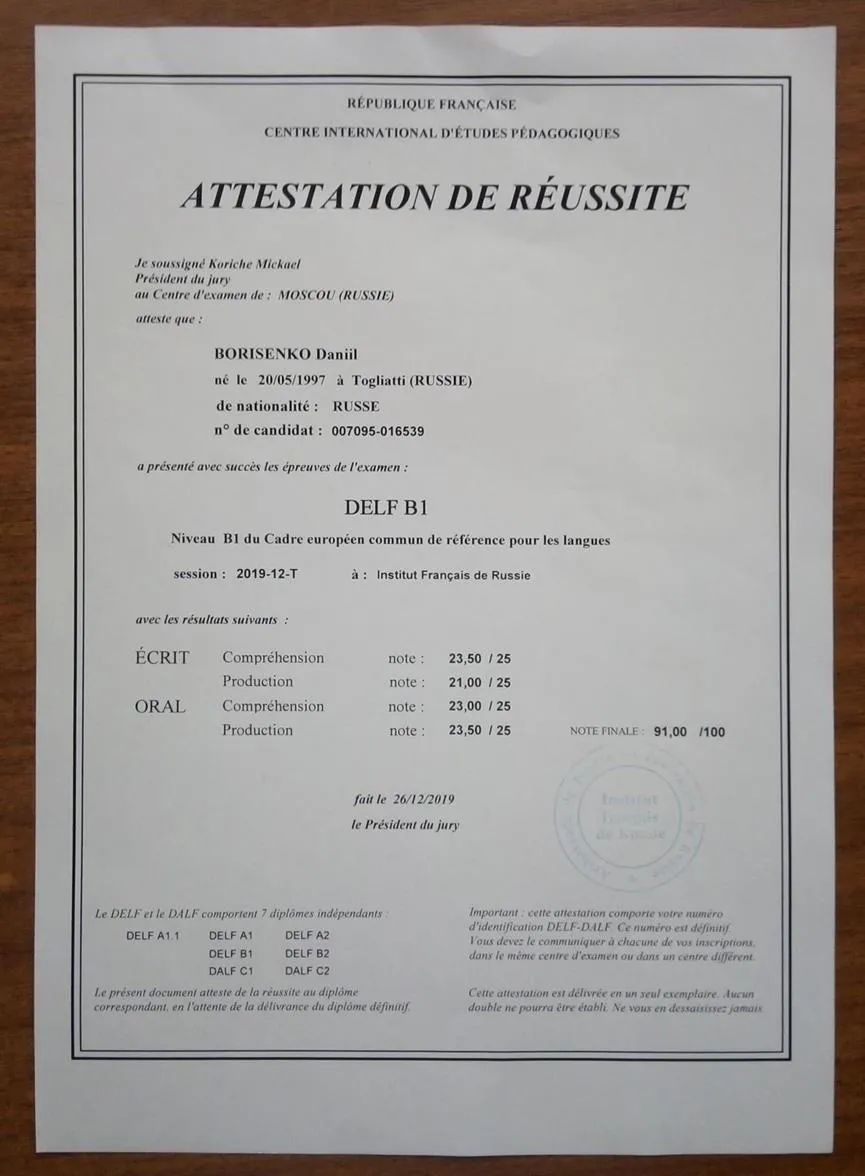 RÉPUBLIQUE FRANÇAISE
CENTRE INTERNATIONAL D'ÉTUDES PÉDAGOGIQUES
ATTESTATION DE RÉUSSITE
Je soussigné Koriche Mickael
Président du jury
au Centre d'examen de : MOSCOU (RUSSIE)
atteste que :
BORISENKO Daniil
né le 20/05/1997 à Togliatti (RUSSIE)
de nationalité : RUSSE
n° de candidat : 007095-016539
a présenté avec succès les épreuves de l'examen :
DELF B1
Niveau B1 du Cadre européen commun de référence pour les langues
session : 2019-12-T à : Institut Français de Russie
avec les résultats suivants :
ÉCRIT Compréhension note : 23,50 / 25
Production note : 21,00 / 25
ORAL Compréhension note : 23,00 / 25
Production note : 23,50 / 25 NOTE FINALE : 91,00 /100
fait le 26/12/2019
le Président du jury
Institut
Français
de Russie
Le DELF et le DALF comportent 7 diplômes indépendants :
DELF A1.1 DELF A1 DELF A2
DELF B1 DELF B2
DALF C1 DALF C2
Le présent document atteste de la réussite au diplôme
correspondant, en l'attente de la délivrance du diplôme définitif.
Important : cette attestation comporte votre numéro
d'identification DELF-DALF. Ce numéro est définitif.
Vous devez le communiquer à chacune de vos inscriptions,
dans le même centre d'examen ou dans un centre différent.
Cette attestation est délivrée en un seul exemplaire. Aucun
double ne pourra être établi. Ne vous en dessaisissez jamais